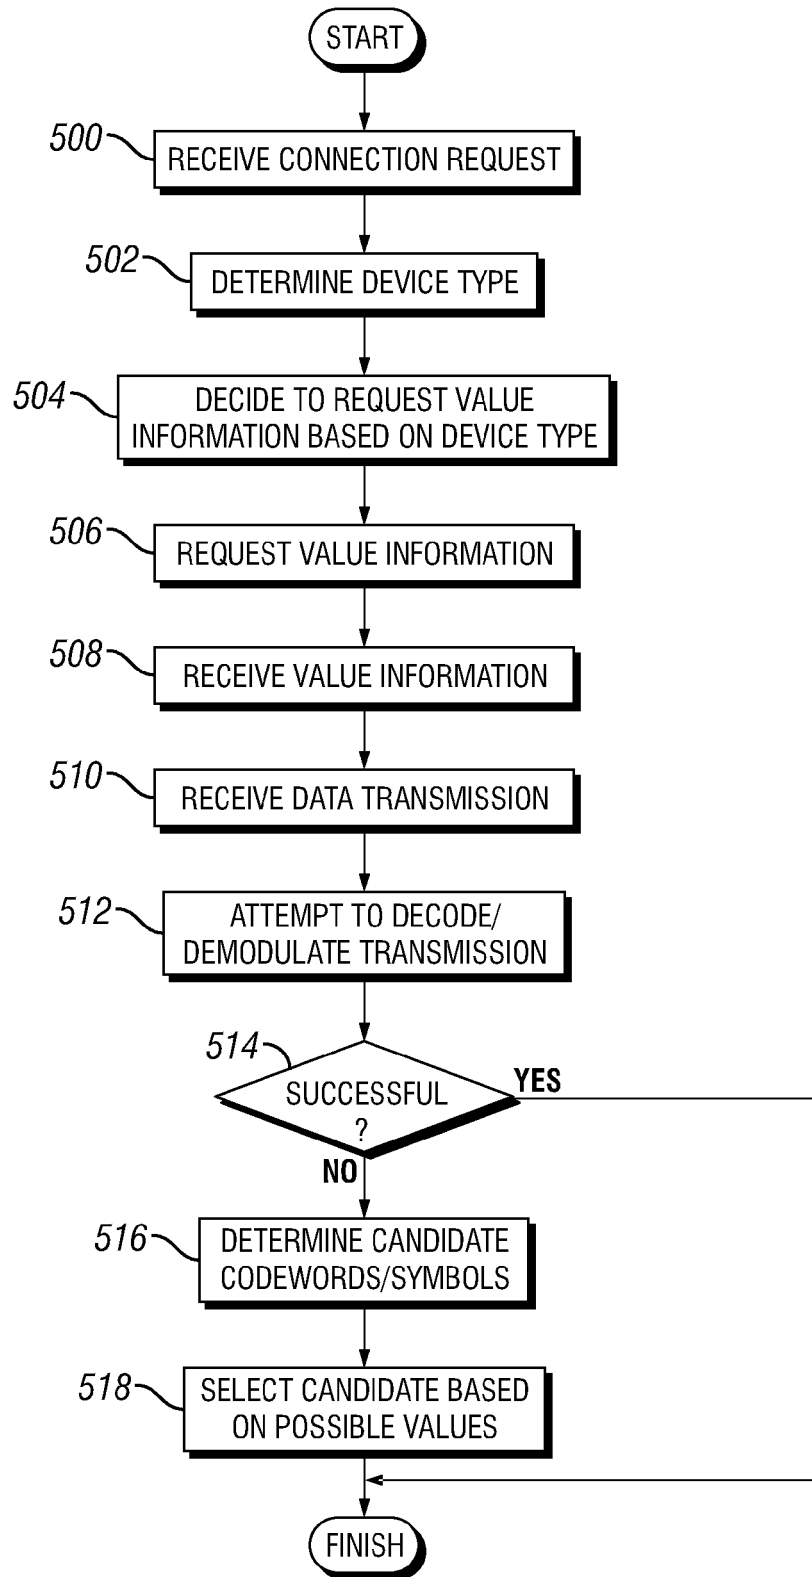 START
500
RECEIVE CONNECTION REQUEST
502
DETERMINE DEVICE TYPE
504
DECIDE TO REQUEST VALUE
INFORMATION BASED ON DEVICE TYPE
506
REQUEST VALUE INFORMATION
508
RECEIVE VALUE INFORMATION
510
RECEIVE DATA TRANSMISSION
512
ATTEMPT TO DECODE/
DEMODULATE TRANSMISSION
514
SUCCESSFUL
?
YES
NO
516
DETERMINE CANDIDATE
CODEWORDS/SYMBOLS
518
SELECT CANDIDATE BASED
ON POSSIBLE VALUES
FINISH